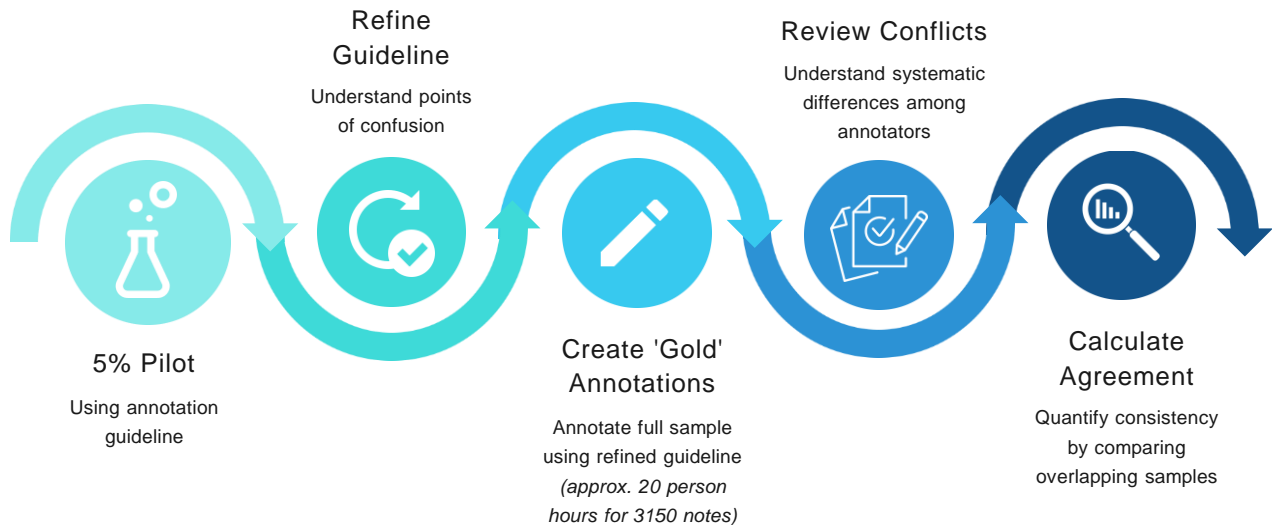 5% Pilot
Using annotation
guideline
Refine
Guideline
Understand points
of confusion
Create 'Gold'
Annotations
Annotate full sample
using refined guideline
(approx. 20 person
hours for 3150 notes)
Review Conflicts
Understand systematic
differences among
annotators
Calculate
Agreement
Quantify consistency
by comparing
overlapping samples